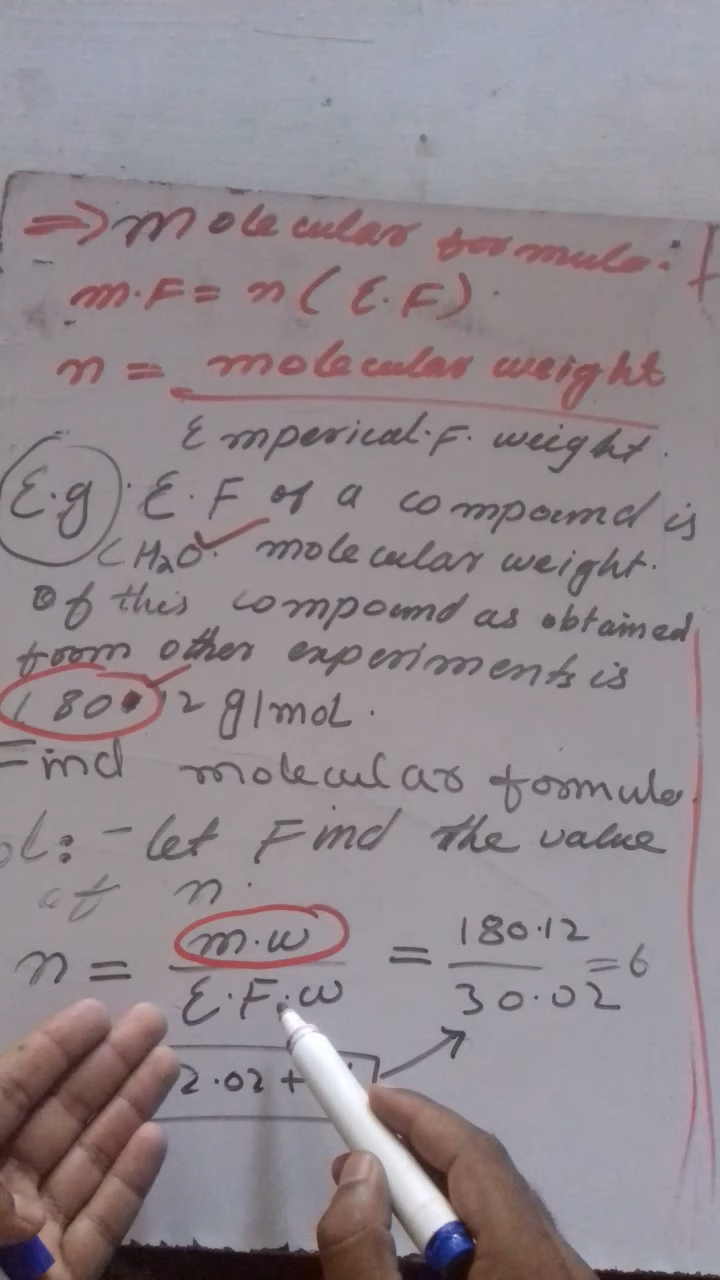 => Molecular formula:
M.F = n ( E.F )
n = molecular weight
Emperical.F. weight.
E.g E.F of a compound is
CH₂O. molecular weight.
of this compound as obtained
from other experiments is
180.12 g/mol.
Find molecular formula
ol: - let Find the value
of n.
n = m.w / E.F.w = 180.12 / 30.02 = 6
2.02 +